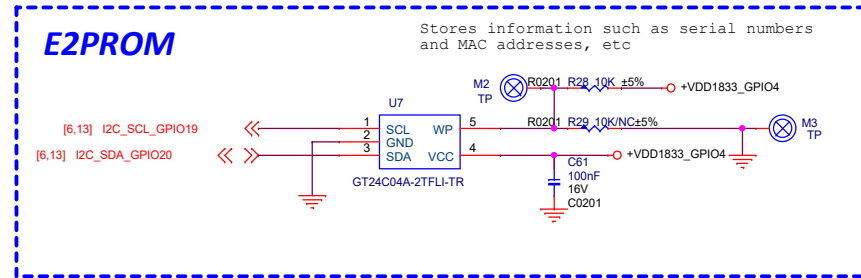 E2PROM
Stores information such as serial numbers
and MAC addresses, etc
M2
TP
R0201 R28 10K ±5%
+VDD1833_GPIO4
U7
[6,13] I2C_SCL_GPIO19
1 SCL WP 5
R0201 R29 10K/NC±5%
M3
TP
2 GND
[6,13] I2C_SDA_GPIO20
3 SDA VCC 4
+VDD1833_GPIO4
GT24C04A-2TFLI-TR
C61
100nF
16V
C0201